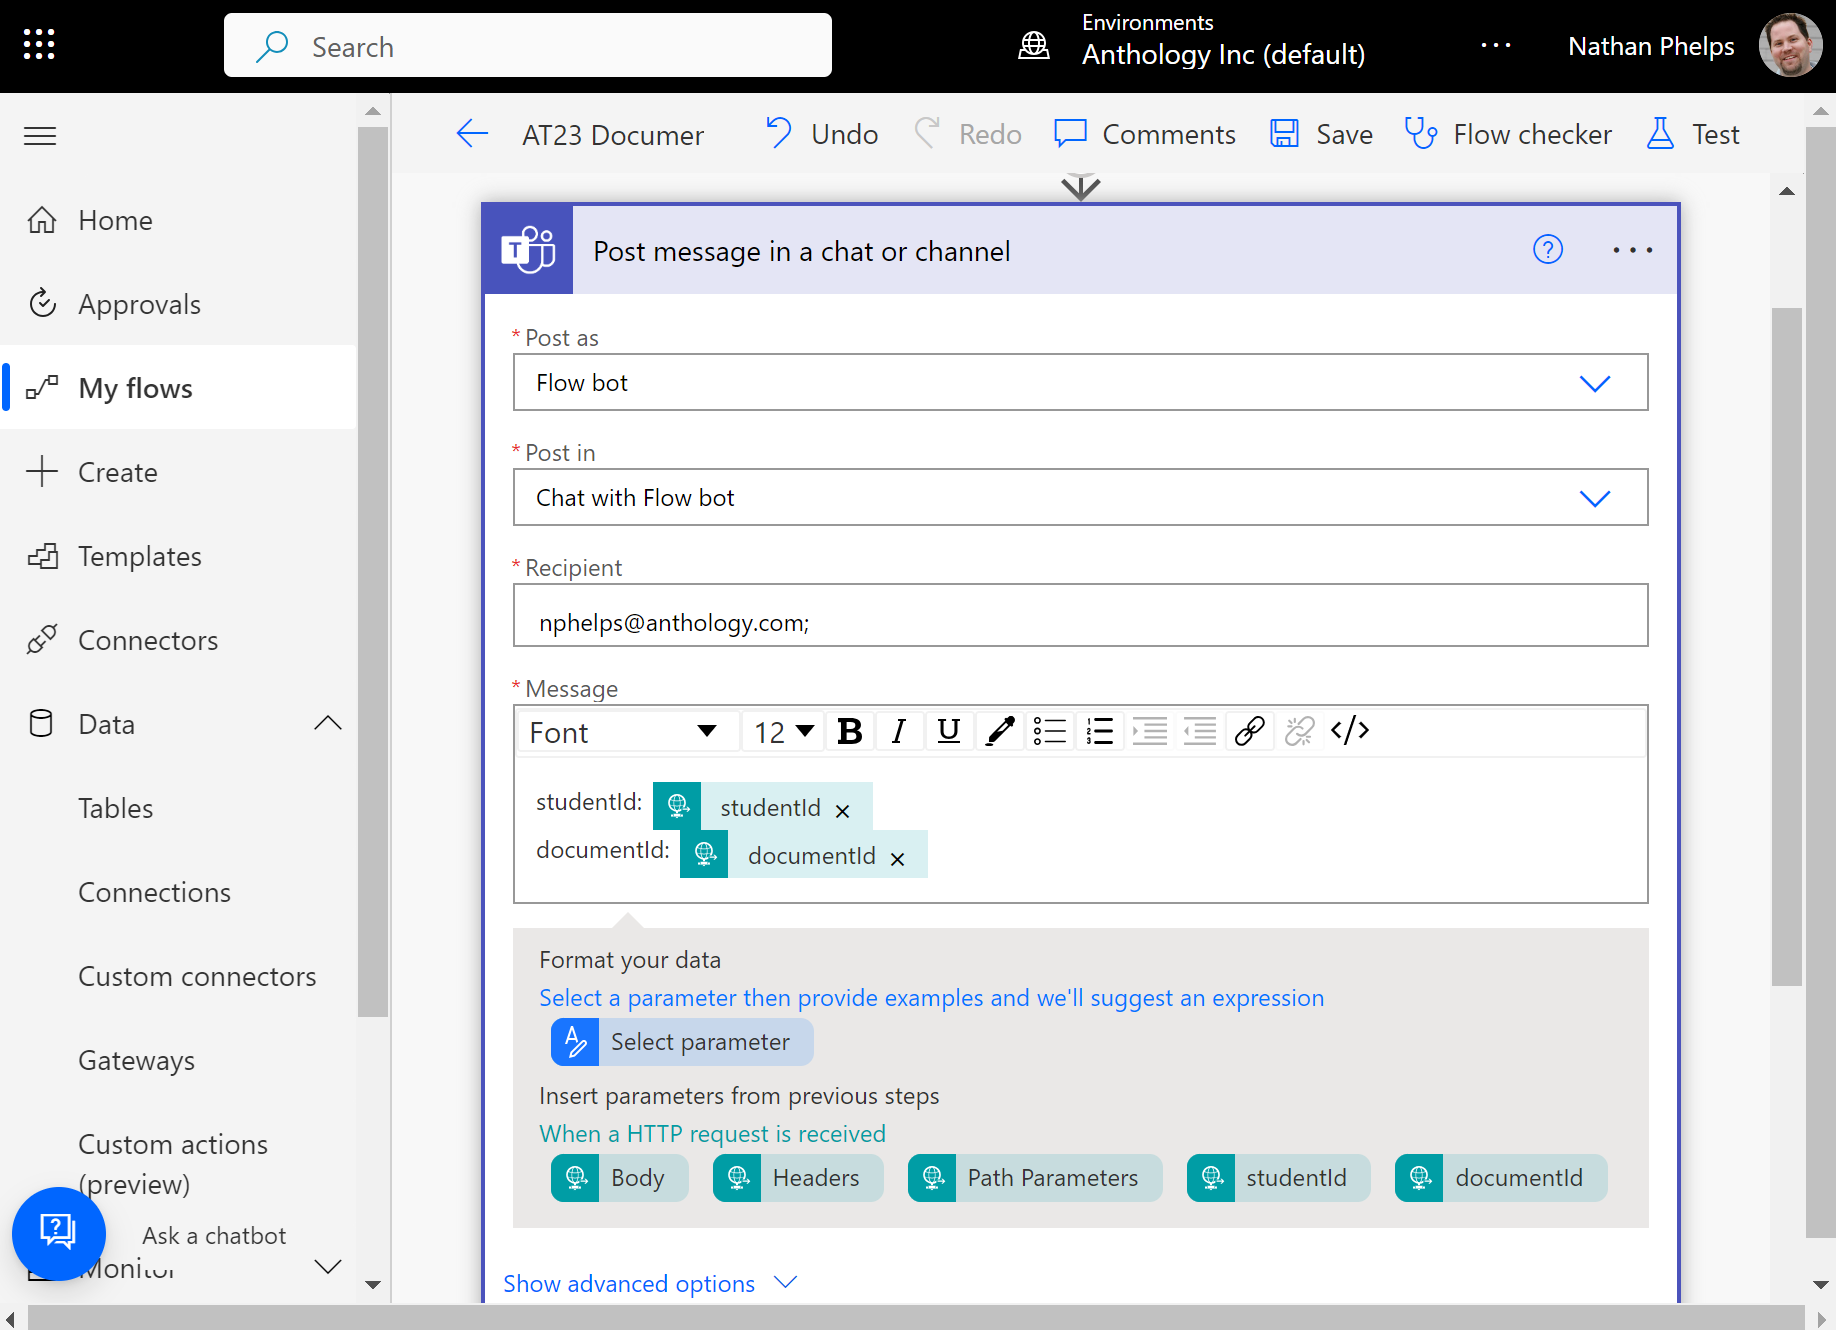 Search
Environments
Anthology Inc (default)
Nathan Phelps
AT23 Documer
Undo
Redo
Comments
Save
Flow checker
Test
Home
Approvals
My flows
Create
Templates
Connectors
Data
Tables
Connections
Custom connectors
Gateways
Custom actions
(preview)
Ask a chatbot
Monitor
T
Post message in a chat or channel
?
* Post as
Flow bot
* Post in
Chat with Flow bot
* Recipient
nphelps@anthology.com;
* Message
Font 12 B I U </>
studentId: studentId ×
documentId: documentId ×
Format your data
Select a parameter then provide examples and we'll suggest an expression
Select parameter
Insert parameters from previous steps
When a HTTP request is received
Body Headers Path Parameters studentId documentId
Show advanced options